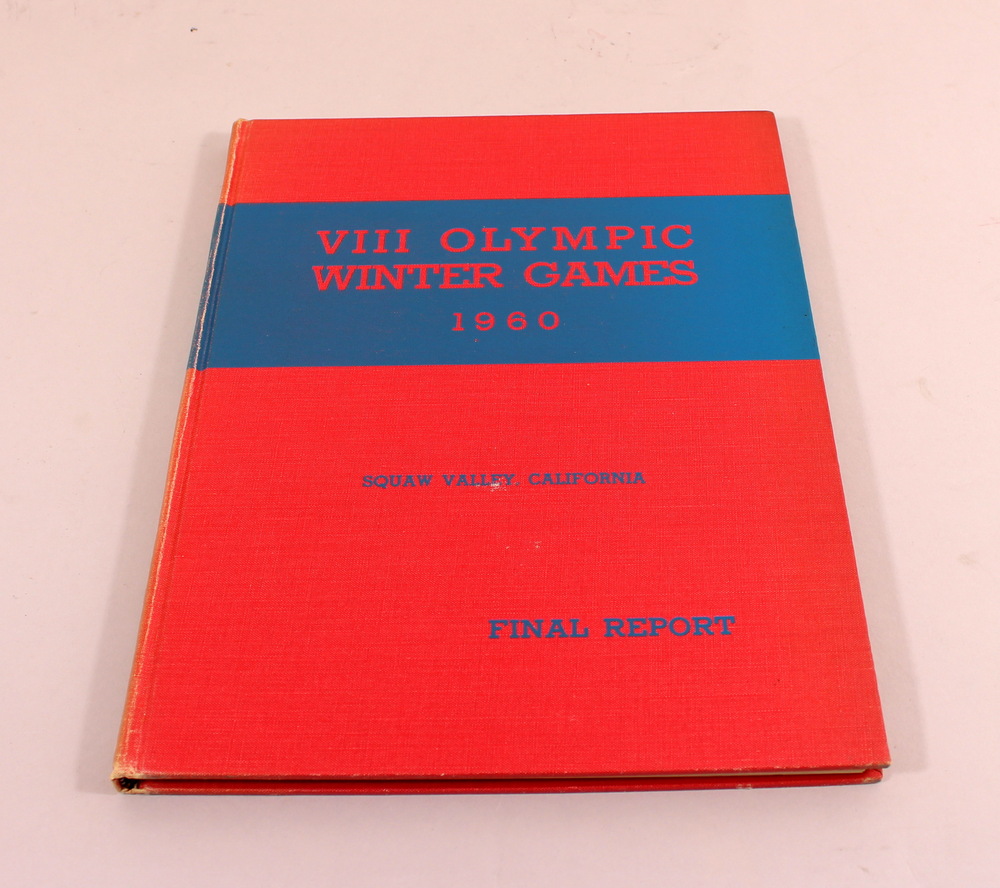 VIII OLYMPIC
WINTER GAMES
1960
SQUAW VALLEY, CALIFORNIA
FINAL REPORT